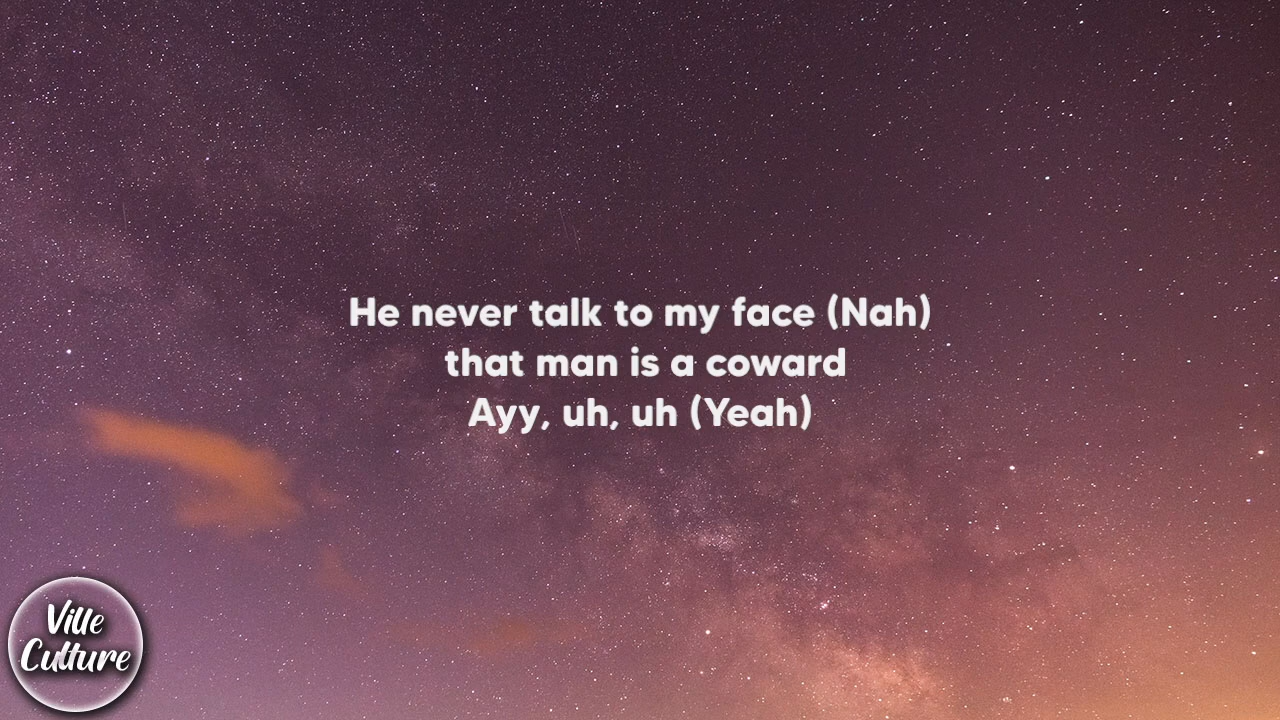 He never talk to my face (Nah)
that man is a coward
Ayy, uh, uh (Yeah)
Ville
Culture